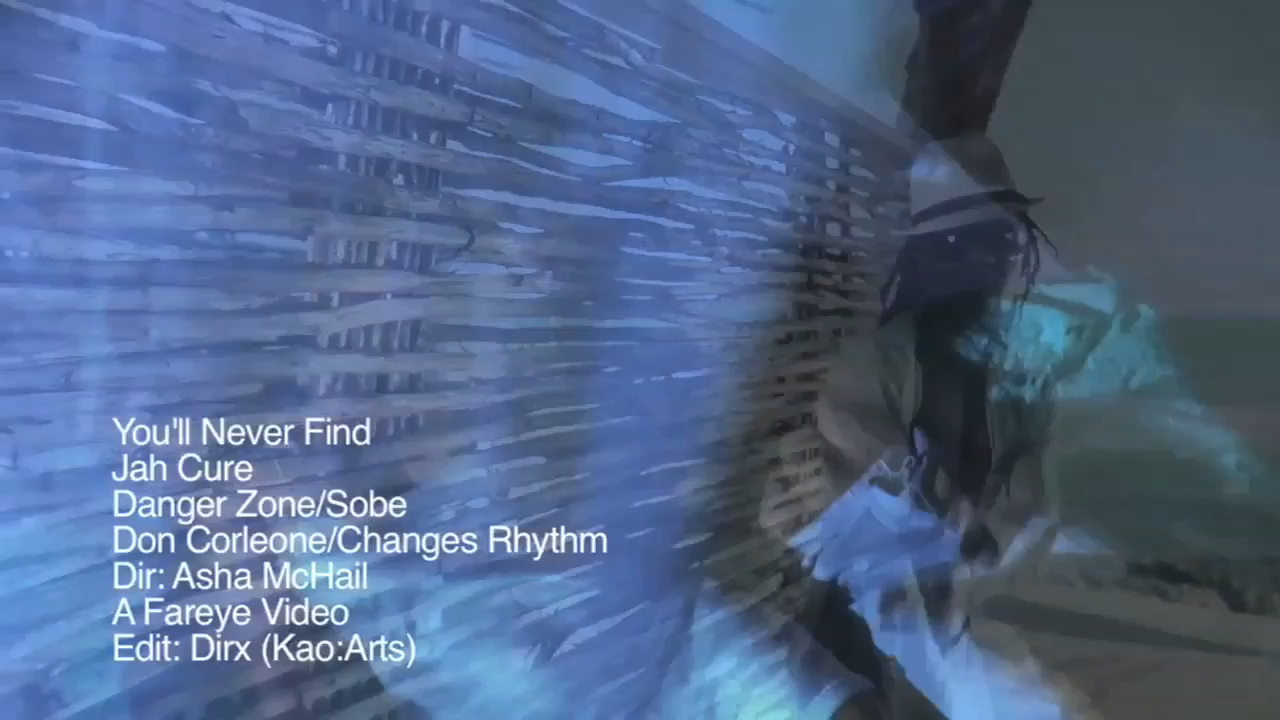 You'll Never Find
Jah Cure
Danger Zone/Sobe
Don Corleone/Changes Rhythm
Dir: Asha McHail
A Fareye Video
Edit: Dirx (Kao:Arts)